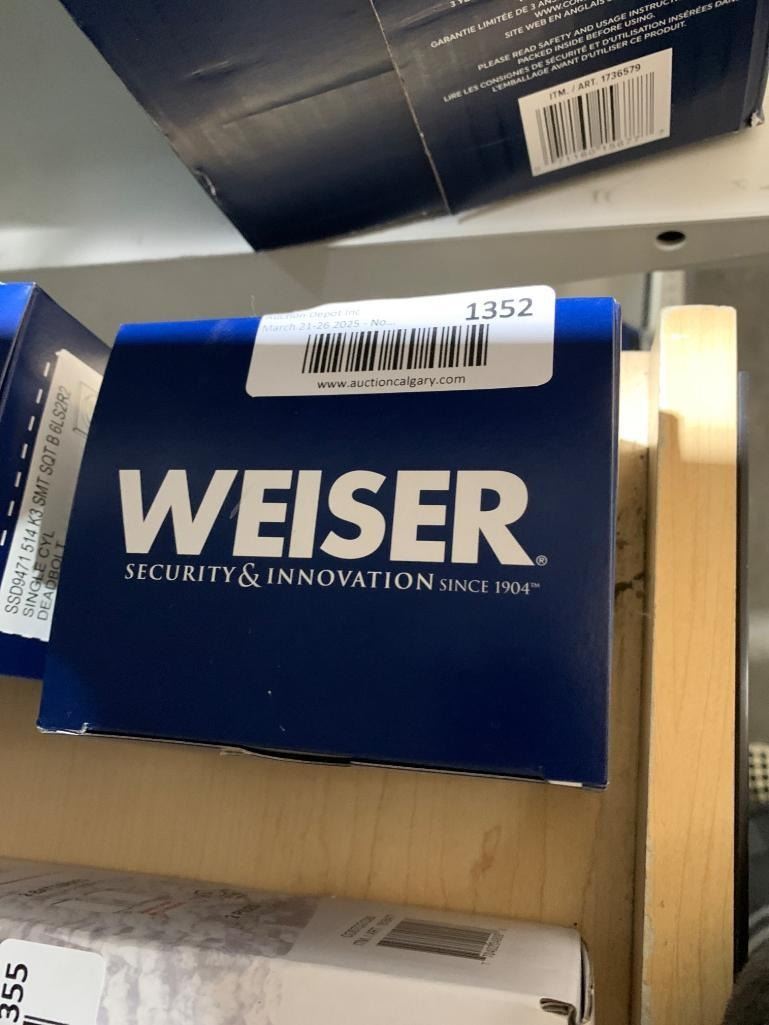 GARANTIE LIMITÉE DE 3 ANS
SITE WEB EN ANGLAIS
PLEASE READ SAFETY AND USAGE INSTRUCT
PACKED INSIDE BEFORE USING.
LIRE LES CONSIGNES DE SÉCURITÉ ET D'UTILISATION INSÉRÉES DAN
L'EMBALLAGE AVANT D'UTILISER CE PRODUIT.
ITM. / ART. 1736579
Auction Depot Inc
1352
March 21-26 2025 - No...
www.auctioncalgary.com
WEISER®
SECURITY & INNOVATION SINCE 1904™
SSD9471 514 K3 SMT SQT B 6LS2R2
SINGLE CYL
DEADBOLT
355